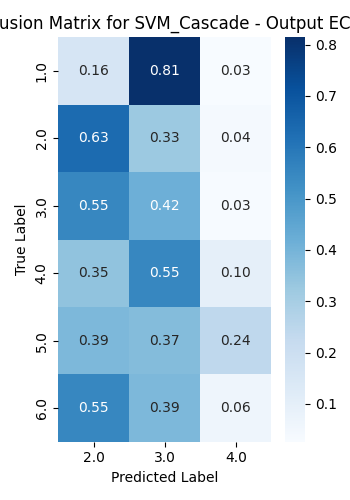 usion Matrix for SVM_Cascade - Output EC
True Label
1.0 0.16 0.81 0.03
2.0 0.63 0.33 0.04
3.0 0.55 0.42 0.03
4.0 0.35 0.55 0.10
5.0 0.39 0.37 0.24
6.0 0.55 0.39 0.06
2.0 3.0 4.0
Predicted Label
0.8
0.7
0.6
0.5
0.4
0.3
0.2
0.1